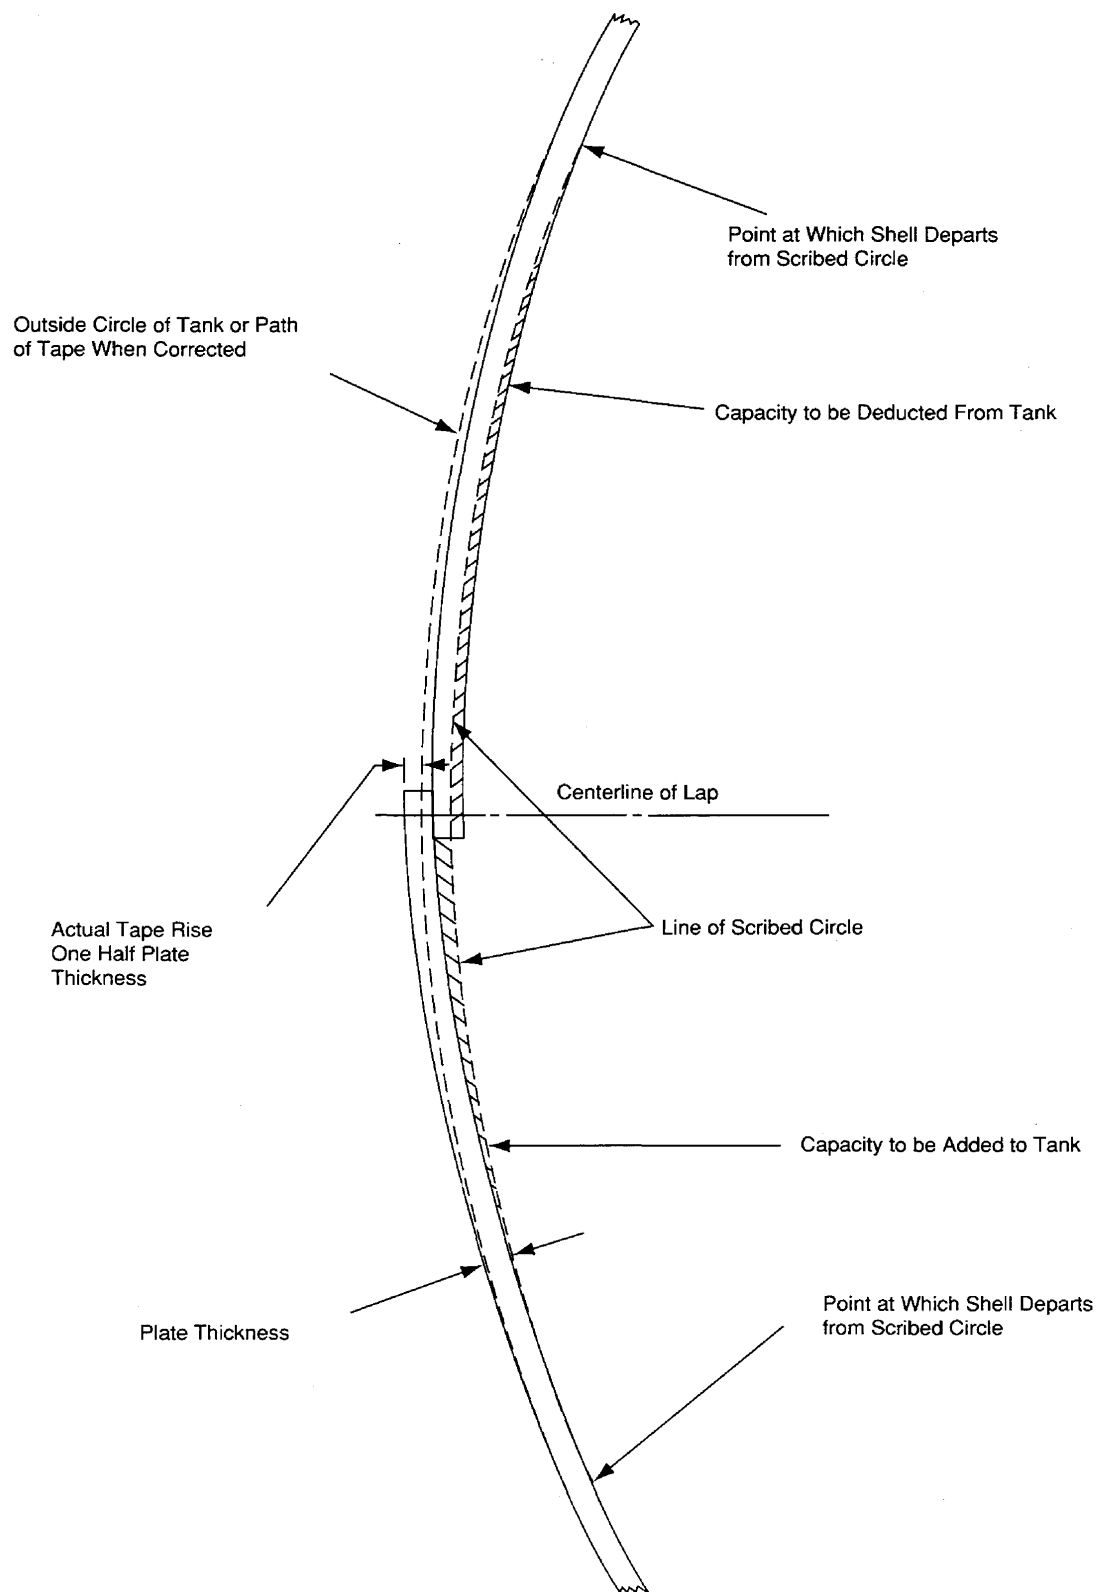 Point at Which Shell Departs
from Scribed Circle
Outside Circle of Tank or Path
of Tape When Corrected
Capacity to be Deducted From Tank
Centerline of Lap
Actual Tape Rise
One Half Plate
Thickness
Line of Scribed Circle
Capacity to be Added to Tank
Point at Which Shell Departs
from Scribed Circle
Plate Thickness